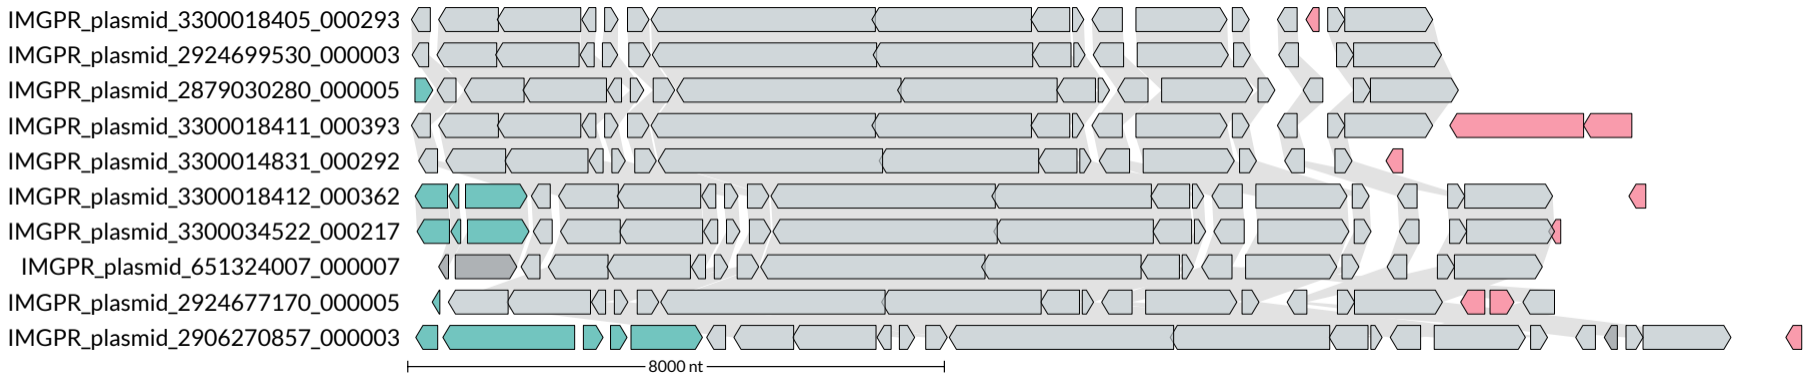 IMGPR_plasmid_3300018405_000293
IMGPR_plasmid_2924699530_000003
IMGPR_plasmid_2879030280_000005
IMGPR_plasmid_3300018411_000393
IMGPR_plasmid_3300014831_000292
IMGPR_plasmid_3300018412_000362
IMGPR_plasmid_3300034522_000217
IMGPR_plasmid_651324007_000007
IMGPR_plasmid_2924677170_000005
IMGPR_plasmid_2906270857_000003
8000 nt